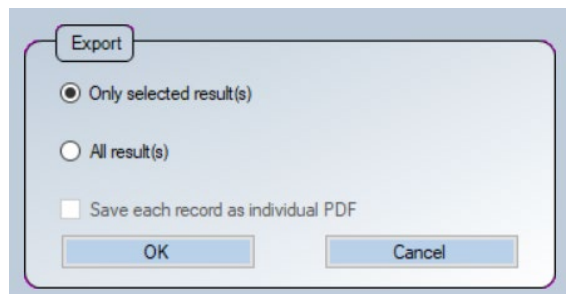 Export
Only selected result(s)
All result(s)
Save each record as individual PDF
OK Cancel